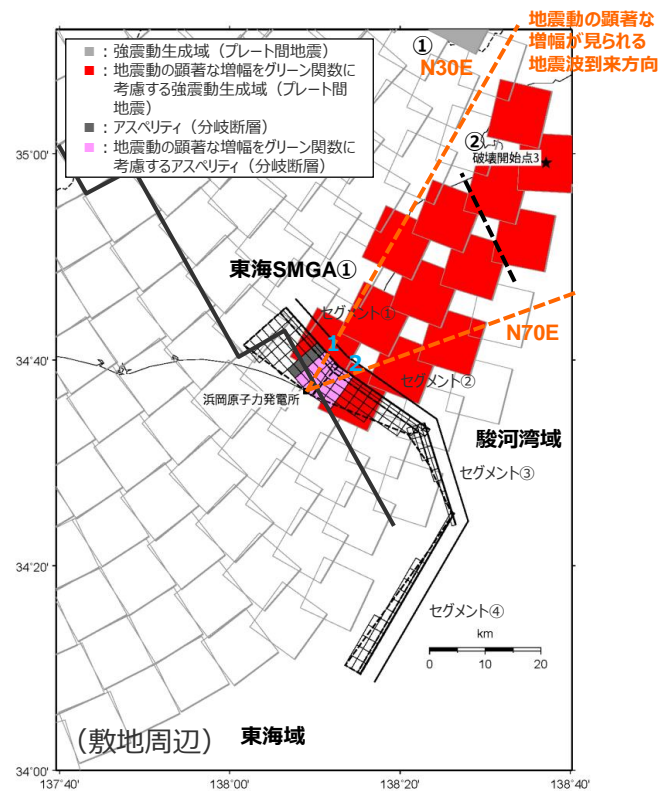 地震動の顕著な
増幅が見られる
地震波到来方向
■：強震動生成域（プレート間地震）
■：地震動の顕著な増幅をグリーン関数に
考慮する強震動生成域（プレート間
地震）
■：アスペリティ（分岐断層）
■：地震動の顕著な増幅をグリーン関数に
考慮するアスペリティ（分岐断層）
①
N30E
②
破壊開始点3
★
35°00'
東海SMGA①
セグメント①
1
2
N70E
34°40'
セグメント②
浜岡原子力発電所
駿河湾域
セグメント③
34°20'
セグメント④
km
0 10 20
（敷地周辺）
東海域
34°00'
137°40' 138°00' 138°20' 138°40'